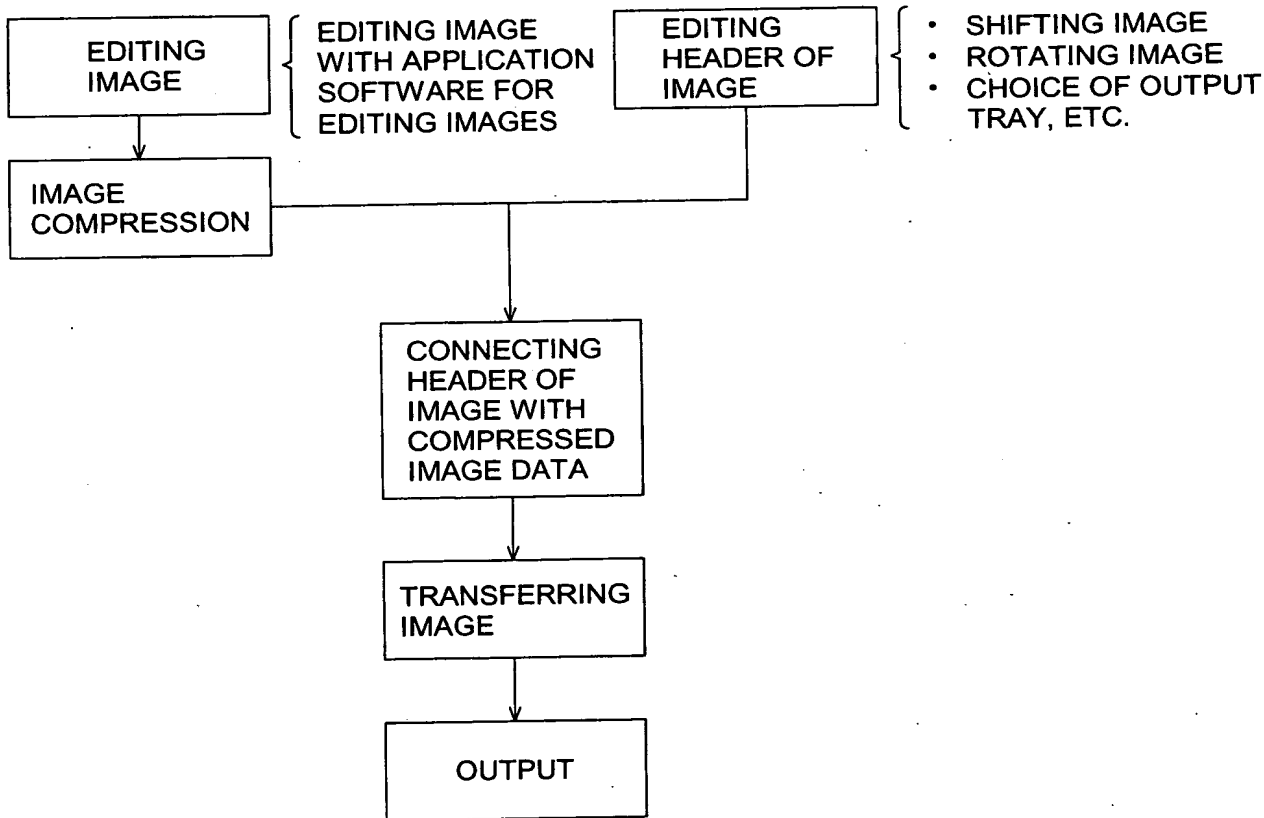 EDITING
IMAGE
EDITING IMAGE
WITH APPLICATION
SOFTWARE FOR
EDITING IMAGES
EDITING
HEADER OF
IMAGE
• SHIFTING IMAGE
• ROTATING IMAGE
• CHOICE OF OUTPUT
TRAY, ETC.
IMAGE
COMPRESSION
CONNECTING
HEADER OF
IMAGE WITH
COMPRESSED
IMAGE DATA
TRANSFERRING
IMAGE
OUTPUT